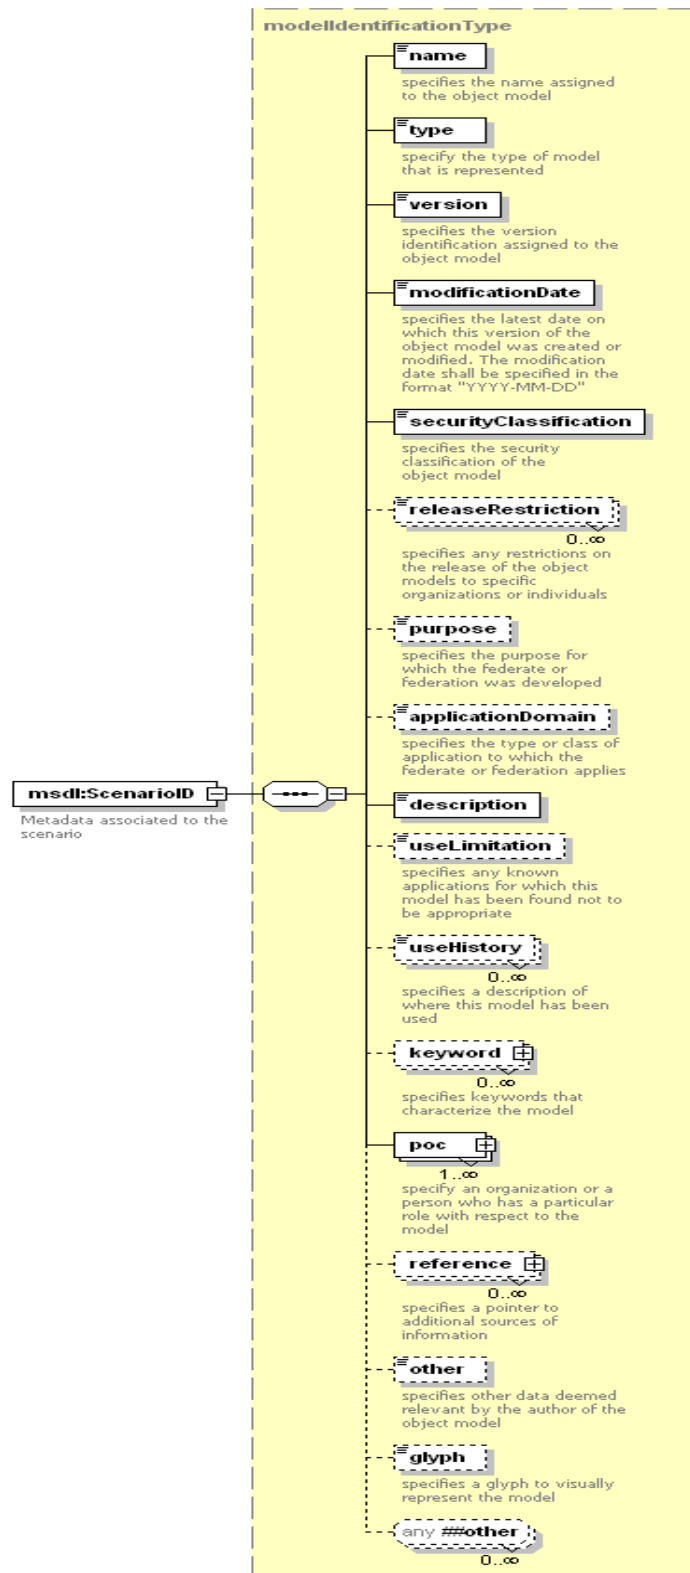 modelIdentificationType
name
specifies the name assigned
to the object model
type
specify the type of model
that is represented
version
specifies the version
identification assigned to the
object model
modificationDate
specifies the latest date on
which this version of the
object model was created or
modified. The modification
date shall be specified in the
format "YYYY-MM-DD"
securityClassification
specifies the security
classification of the
object model
releaseRestriction
0..∞
specifies any restrictions on
the release of the object
models to specific
organizations or individuals
purpose
specifies the purpose for
which the federate or
federation was developed
applicationDomain
specifies the type or class of
application to which the
federate or federation applies
msdl:ScenarioID
Metadata associated to the
scenario
description
useLimitation
specifies any known
applications for which this
model has been found not to
be appropriate
useHistory
0..∞
specifies a description of
where this model has been
used
keyword
0..∞
specifies keywords that
characterize the model
poc
1..∞
specify an organization or a
person who has a particular
role with respect to the
model
reference
0..∞
specifies a pointer to
additional sources of
information
other
specifies other data deemed
relevant by the author of the
object model
glyph
specifies a glyph to visually
represent the model
any ##other
0..∞